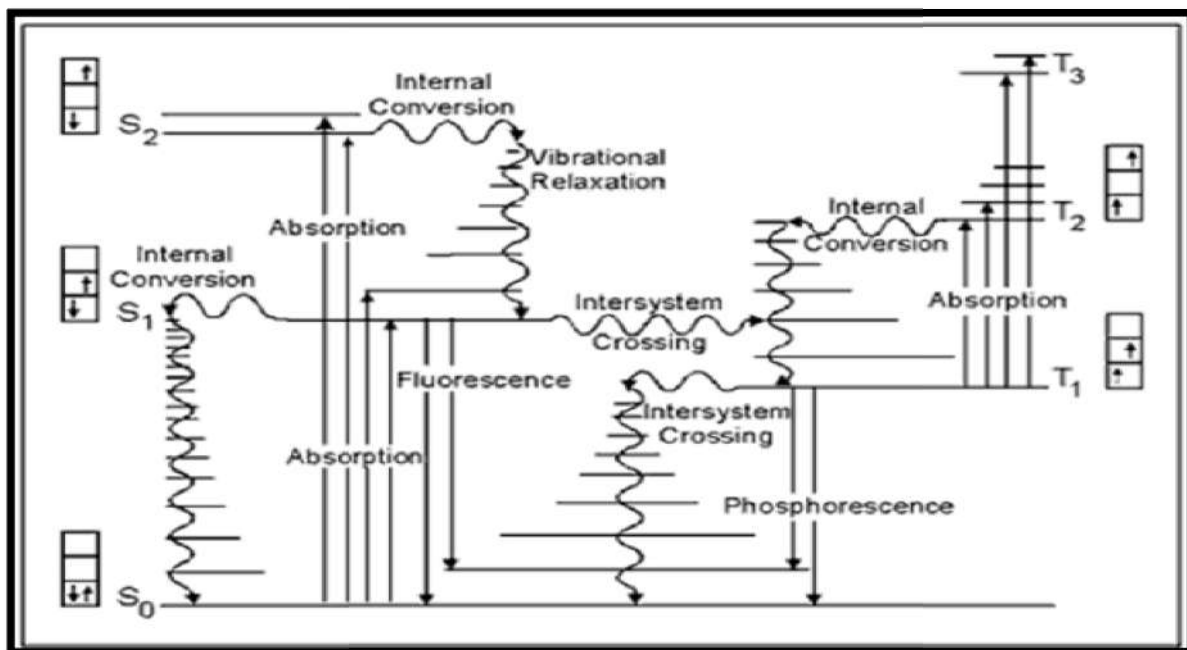 Internal
Conversion
S2
Vibrational
Relaxation
Absorption
Internal
Conversion
S1
Fluorescence
Absorption
S0
Intersystem
Crossing
Intersystem
Crossing
Phosphorescence
T3
Internal
Conversion
T2
Absorption
T1